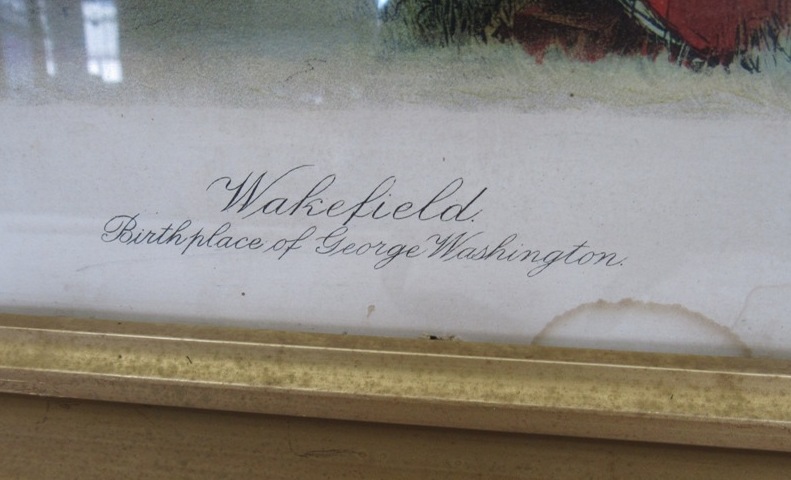 Wakefield.
Birthplace of George Washington.